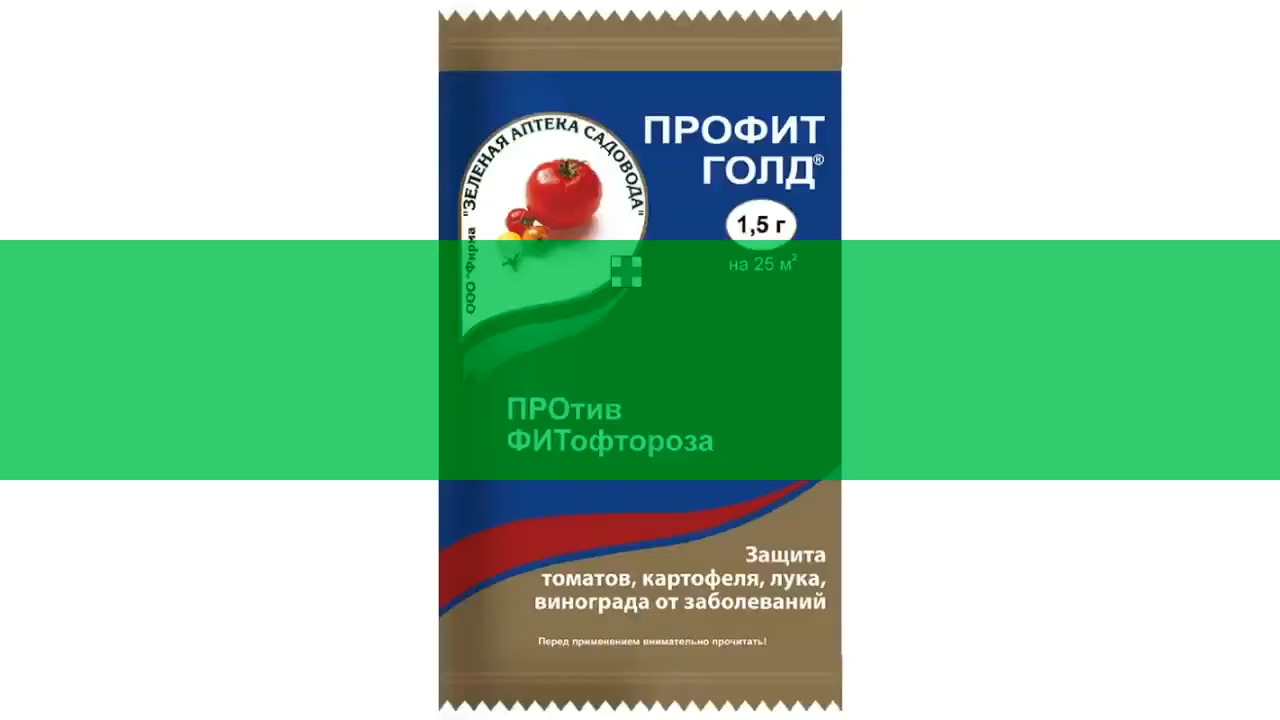 ООО "Фирма "ЗЕЛЕНАЯ АПТЕКА САДОВОДА"
ПРОФИТ
ГОЛД®
1,5 г
на 25 м²
ПРОтив
ФИТофтороза
Защита
томатов, картофеля, лука,
винограда от заболеваний
Перед применением внимательно прочитать!